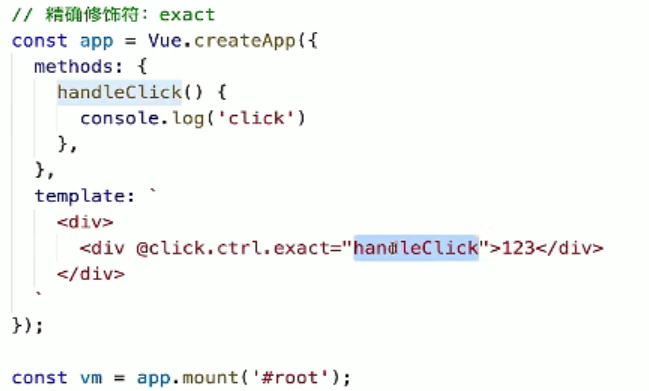 // 精确修饰符：exact
const app = Vue.createApp({
methods: {
handleClick() {
console.log('click')
},
},
template: `
<div>
<div @click.ctrl.exact="handleClick">123</div>
</div>
`
});
const vm = app.mount('#root');